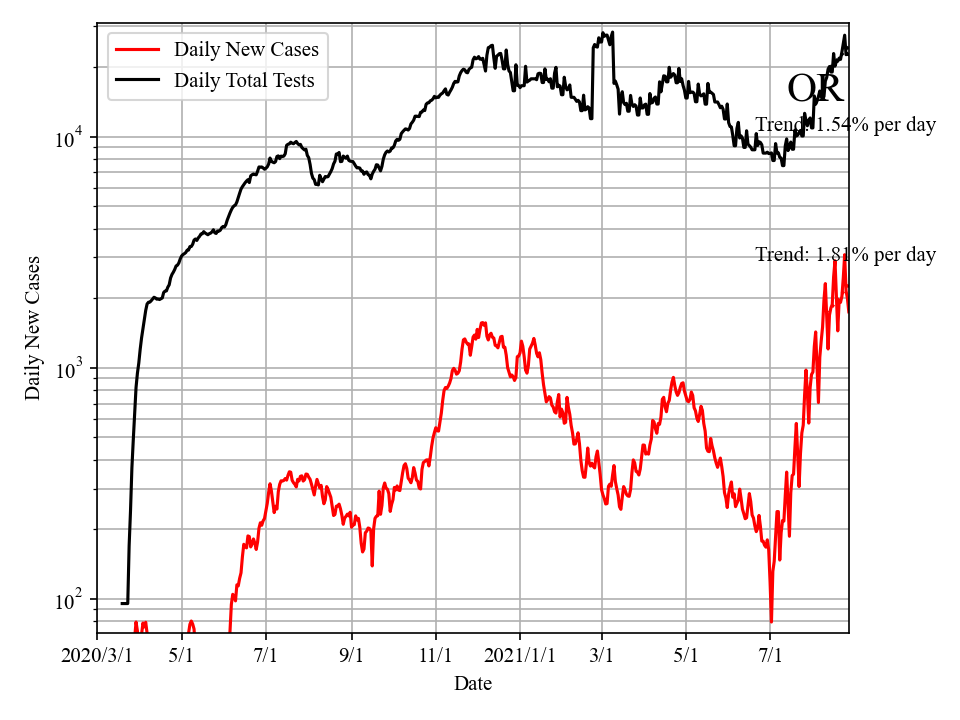 Daily New Cases
Daily Total Tests
OR
Trend: 1.54% per day
Trend: 1.81% per day
10^4
10^3
10^2
Daily New Cases
2020/3/1 5/1 7/1 9/1 11/1 2021/1/1 3/1 5/1 7/1
Date